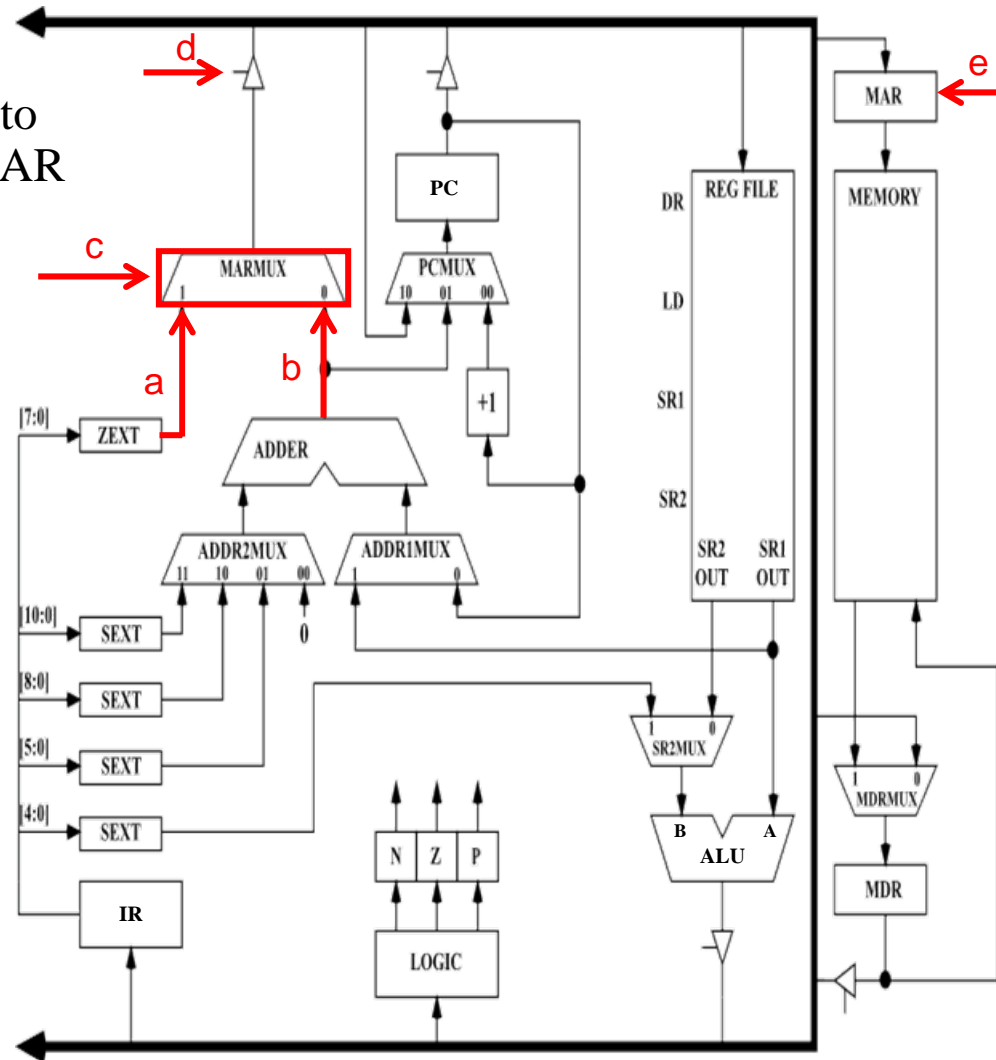 d
e
to
AR
MAR
PC
REG FILE
MEMORY
DR
c
MARMUX
1 0
PCMUX
10 01 00
LD
a
b
+1
SR1
[7:0]
ZEXT
ADDER
SR2
ADDR2MUX
11 10 01 00
ADDR1MUX
1 0
SR2 OUT
SR1 OUT
[10:0]
SEXT
0
[8:0]
SEXT
1 0
SR2MUX
[5:0]
SEXT
1 0
MDRMUX
[4:0]
SEXT
B A
ALU
N Z P
MDR
IR
LOGIC